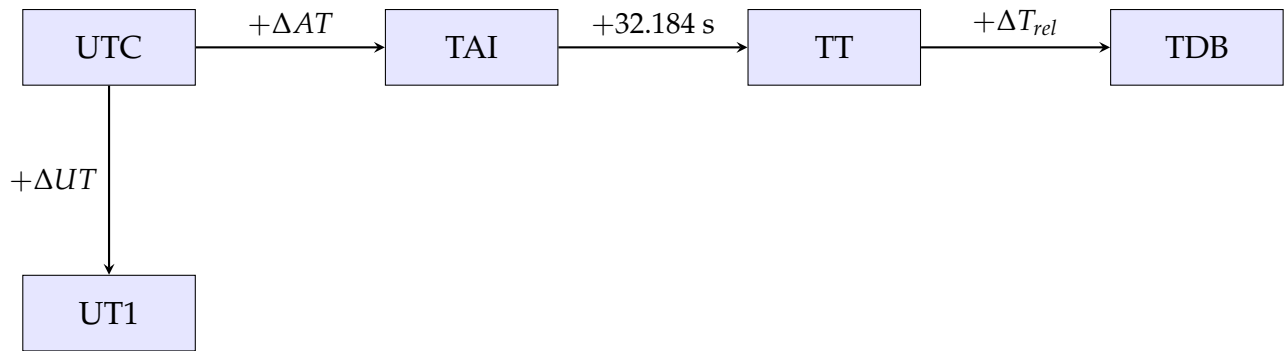 +ΔAT
+32.184 s
+ΔT_rel
UTC
TAI
TT
TDB
+ΔUT
UT1